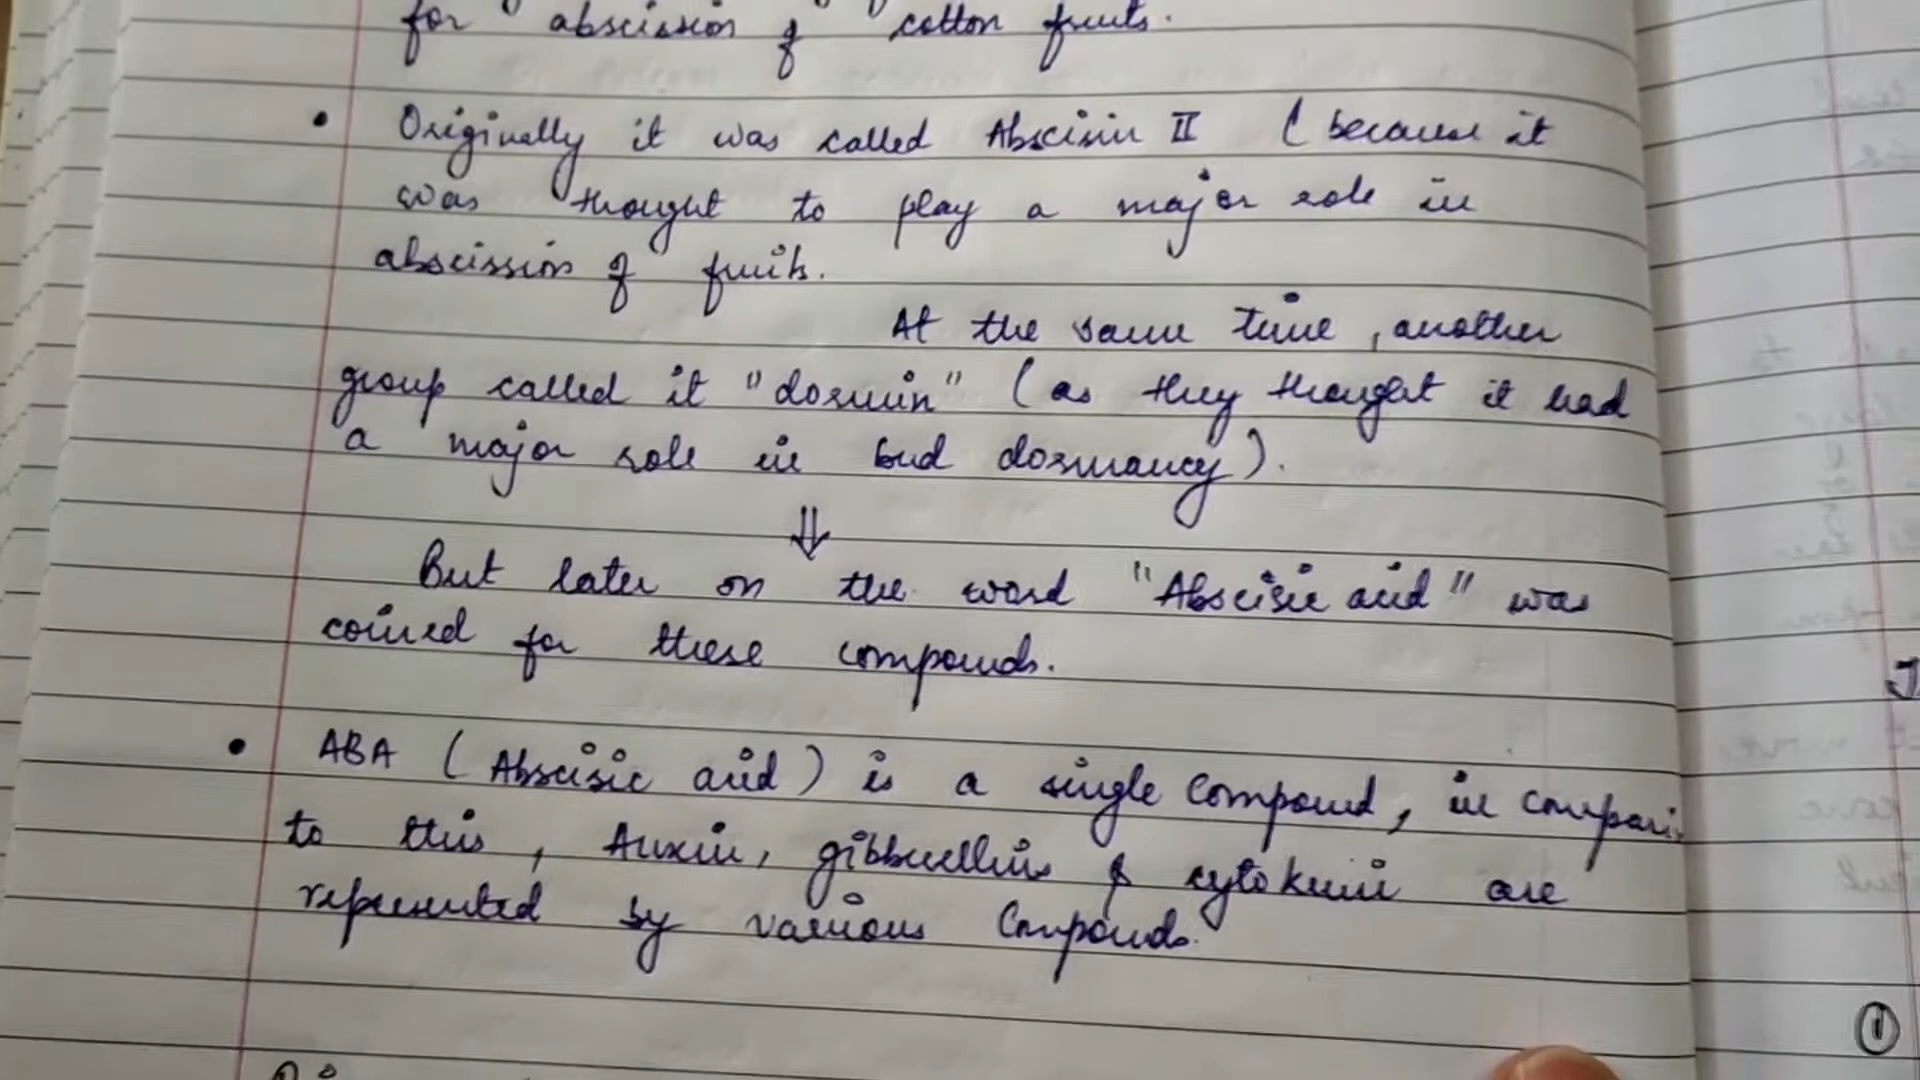 for abscission of cotton fruits.
• Originally it was called Abscisin II ( because it
was thought to play a major role in
abscission of fruits.
At the same time, another
group called it "dormin" (as they thought it had
a major role in bud dormancy).
⇓
But later on the word "Abscisic acid" was
coined for these compounds.
• ABA ( Abscisic acid ) is a single compound, in compari
to this, Auxin, gibberellins & cytokinin are
represented by various Compounds.
①